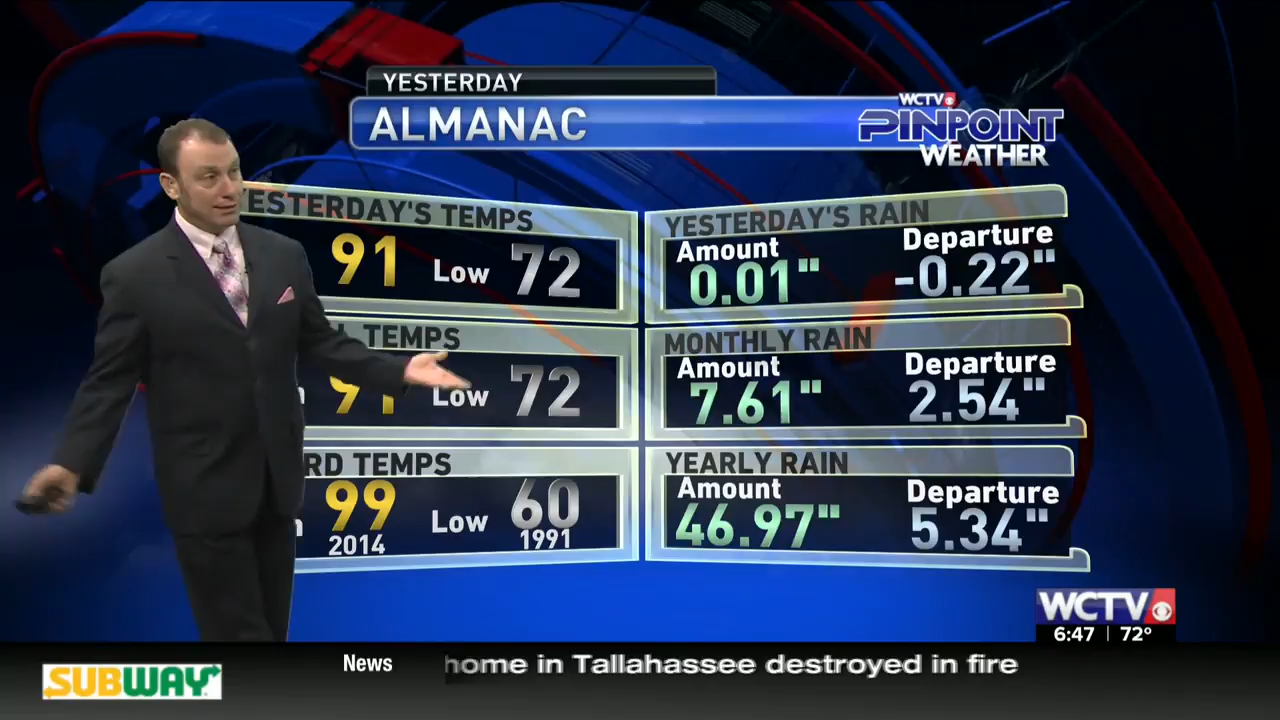 YESTERDAY
ALMANAC
WCTV
PINPOINT
WEATHER
ESTERDAY'S TEMPS
91 Low 72
TEMPS
91 Low 72
RD TEMPS
99 Low 60
2014 1991
YESTERDAY'S RAIN
Amount Departure
0.01" -0.22"
MONTHLY RAIN
Amount Departure
7.61" 2.54"
YEARLY RAIN
Amount Departure
46.97" 5.34"
WCTV
6:47 72°
SUBWAY
News home in Tallahassee destroyed in fire